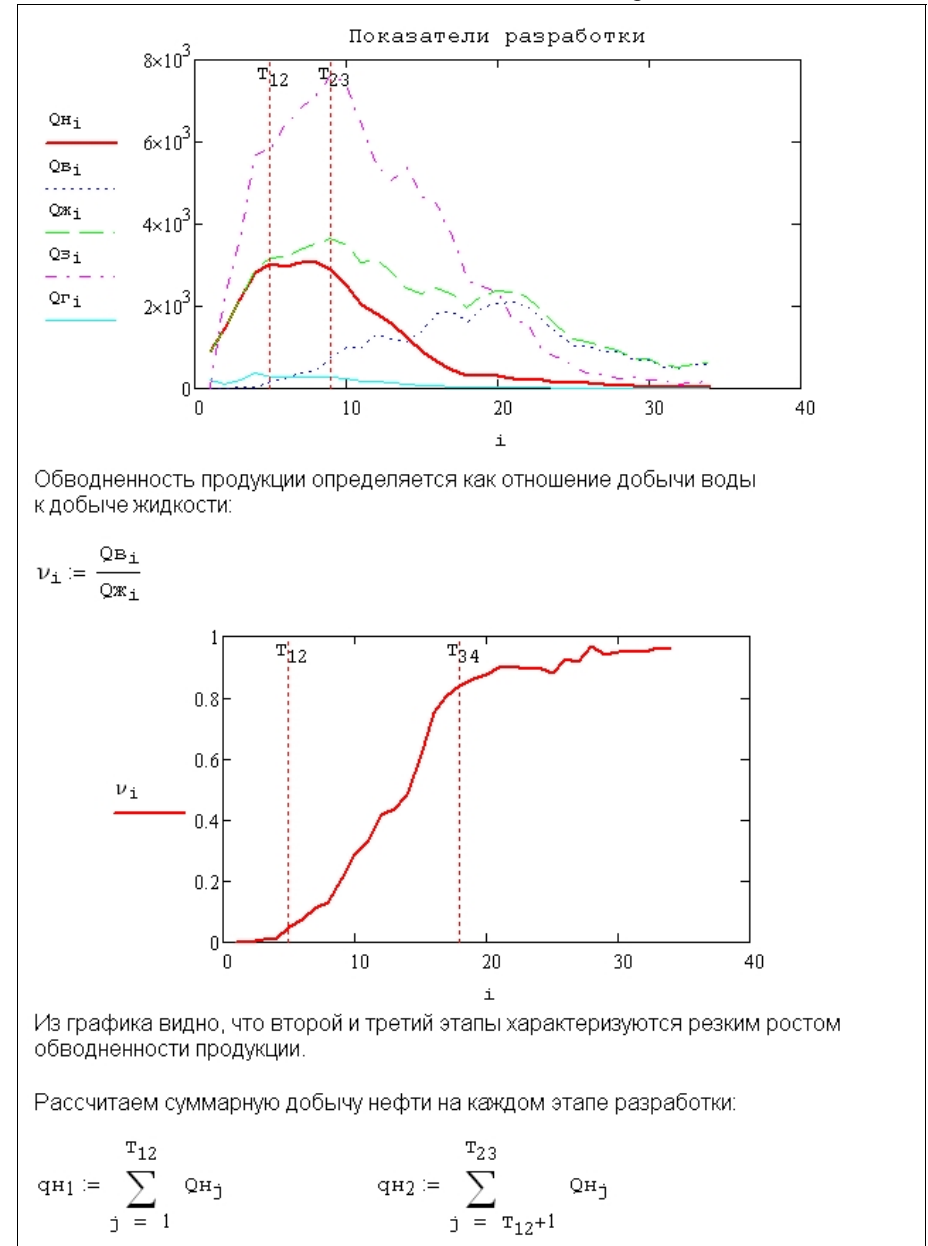 Показатели разработки
8×10³
T12 T23
Qнi
6×10³
Qвi
Qжi
4×10³
Qзi
Qгi
2×10³
0
0 10 20 30 40
i
Обводненность продукции определяется как отношение добычи воды
к добыче жидкости:
νi := Qвi
Qжi
1
T12 T34
0.8
0.6
νi
0.4
0.2
0
0 10 20 30 40
i
Из графика видно, что второй и третий этапы характеризуются резким ростом
обводненности продукции.
Рассчитаем суммарную добычу нефти на каждом этапе разработки:
T12 T23
qн1 := ∑ Qнj qн2 := ∑ Qнj
j = 1 j = T12+1